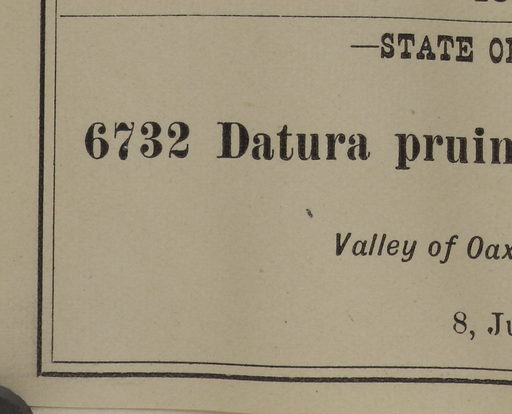 —STATE O
6732 Datura pruin
Valley of Oax
8, Ju